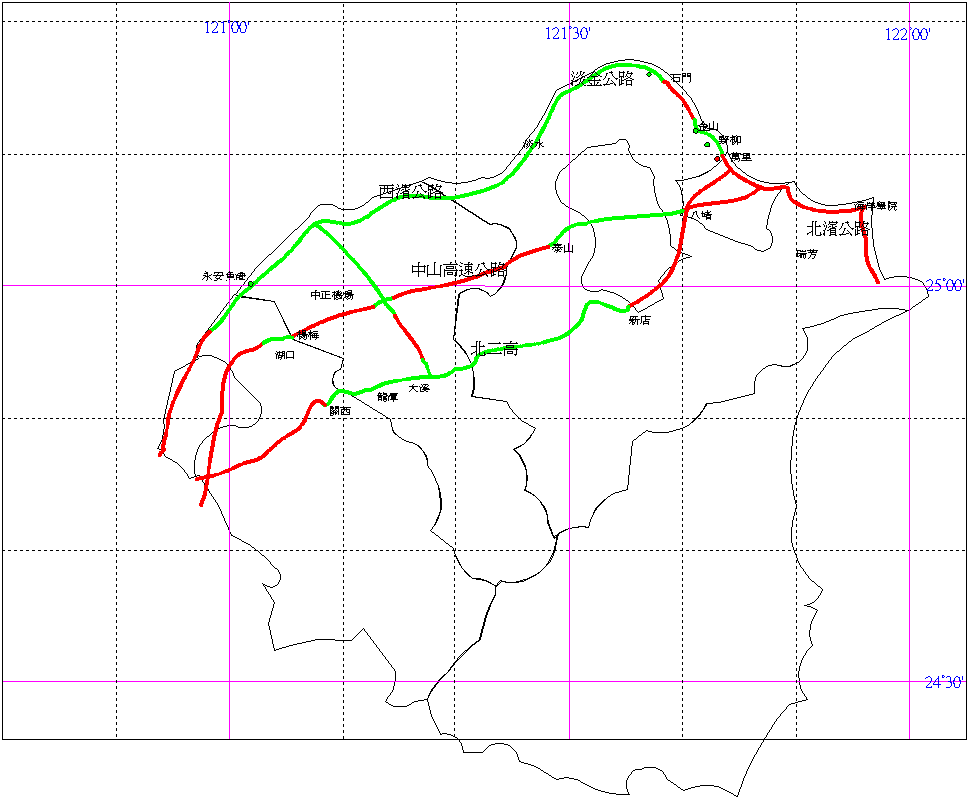 121°00'
121°30'
122°00'
淡金公路
石門
金山
野柳
淡水
萬里
西濱公路
海洋學院
八堵
北濱公路
泰山
瑞芳
中山高速公路
永安魚港
25°00'
中正機場
新店
楊梅
北二高
湖口
大溪
龍潭
關西
24°30'